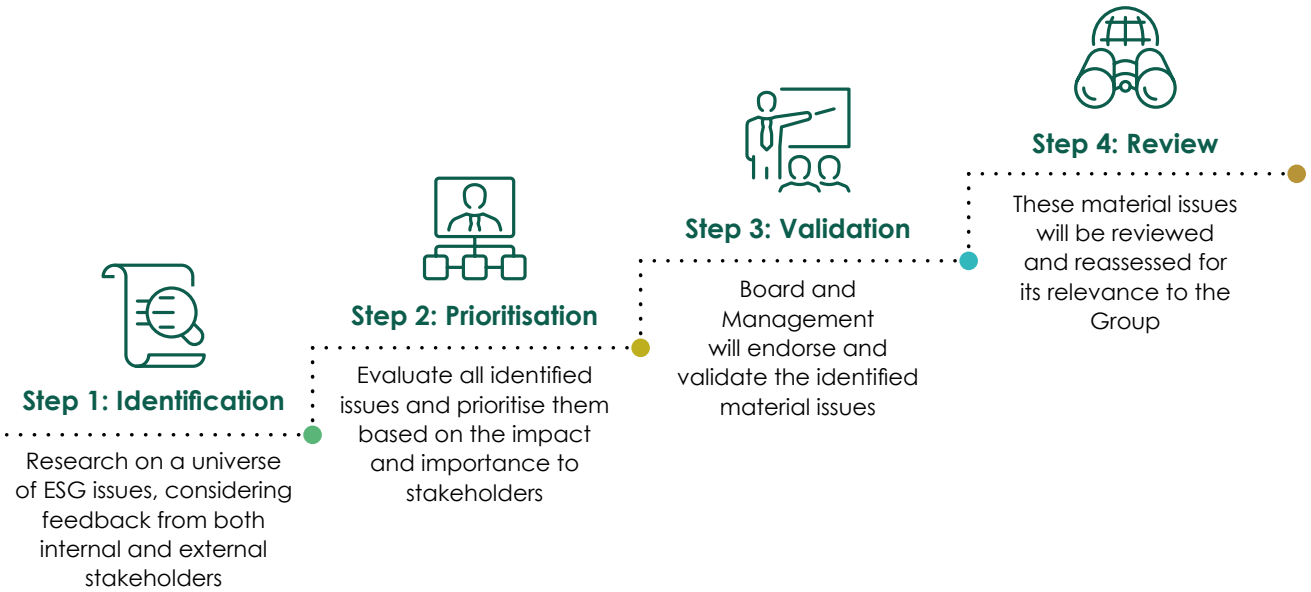 Step 1: Identification
Research on a universe
of ESG issues, considering
feedback from both
internal and external
stakeholders
Step 2: Prioritisation
Evaluate all identified
issues and prioritise them
based on the impact
and importance to
stakeholders
Step 3: Validation
Board and
Management
will endorse and
validate the identified
material issues
Step 4: Review
These material issues
will be reviewed
and reassessed for
its relevance to the
Group